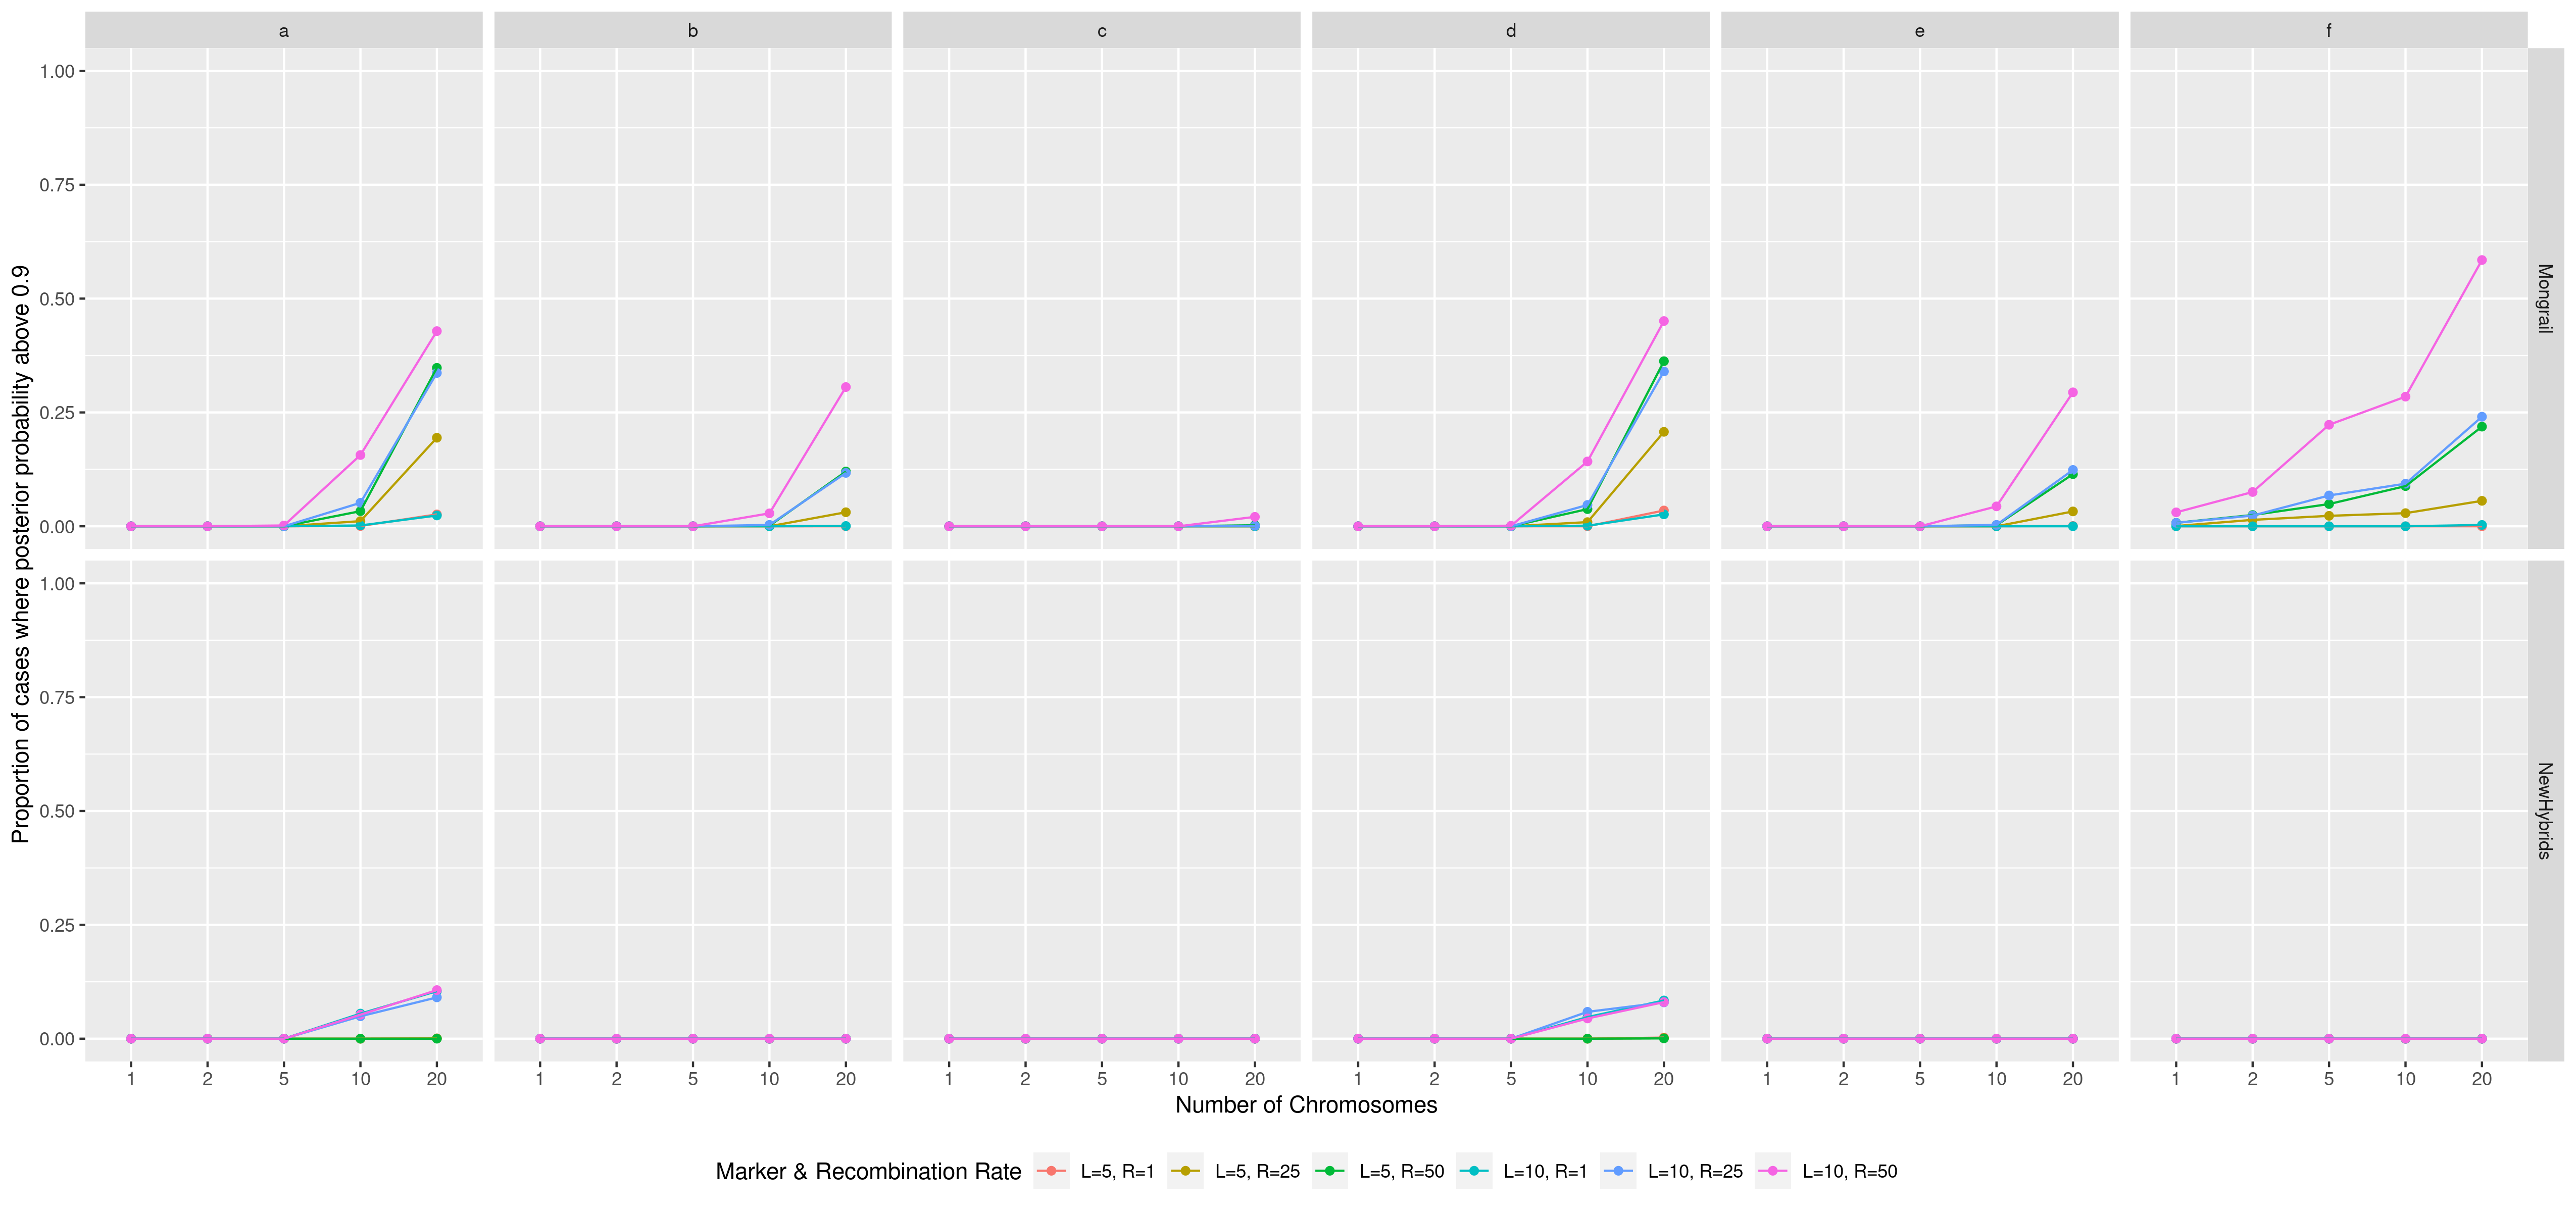 a b c d e f
Proportion of cases where posterior probability above 0.9
1.00
0.75
0.50
0.25
0.00
Mongrail
1.00
0.75
0.50
0.25
0.00
NewHybrids
1 2 5 10 20 1 2 5 10 20 1 2 5 10 20 1 2 5 10 20 1 2 5 10 20 1 2 5 10 20
Number of Chromosomes
Marker & Recombination Rate L=5, R=1 L=5, R=25 L=5, R=50 L=10, R=1 L=10, R=25 L=10, R=50